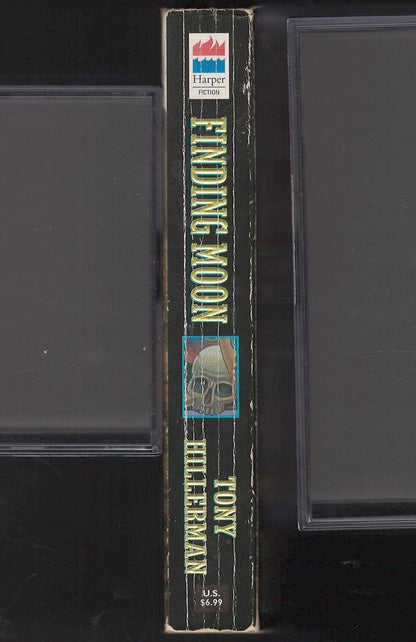 Harper
FICTION
FINDING MOON
TONY
HILLERMAN
U.S.
$6.99